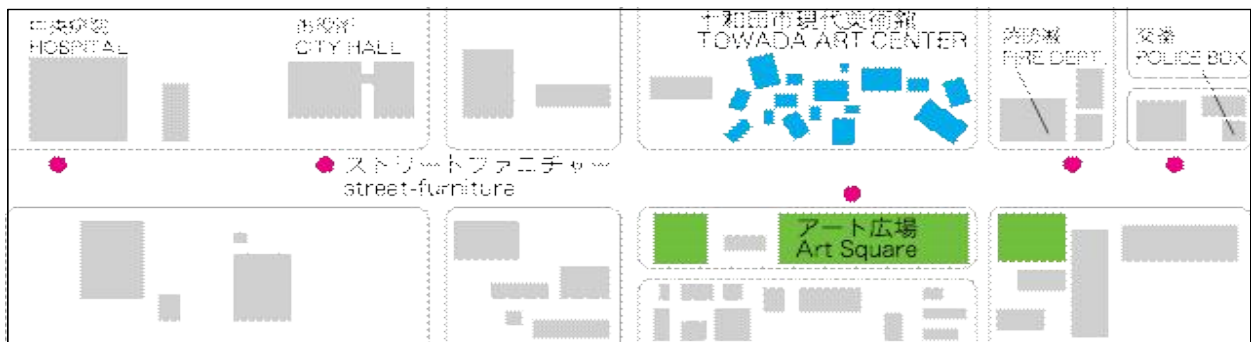 中央病院
HOSPITAL
市役所
CITY HALL
十和田市現代美術館
TOWADA ART CENTER
消防署
FIRE DEPT.
交番
POLICE BOX
ストリートファニチャー
street-furniture
アート広場
Art Square